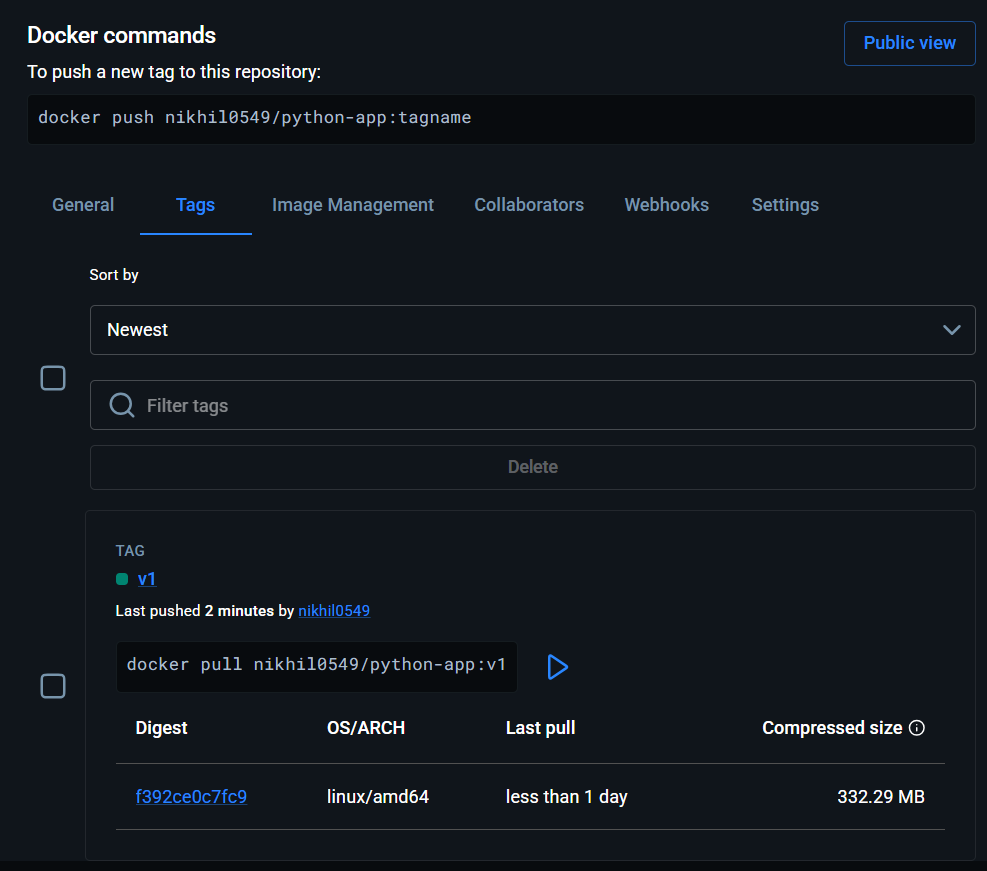 Docker commands
Public view
To push a new tag to this repository:
docker push nikhil0549/python-app:tagname
General Tags Image Management Collaborators Webhooks Settings
Sort by
Newest
Filter tags
Delete
TAG
v1
Last pushed 2 minutes by nikhil0549
docker pull nikhil0549/python-app:v1
Digest OS/ARCH Last pull Compressed size
f392ce0c7fc9 linux/amd64 less than 1 day 332.29 MB